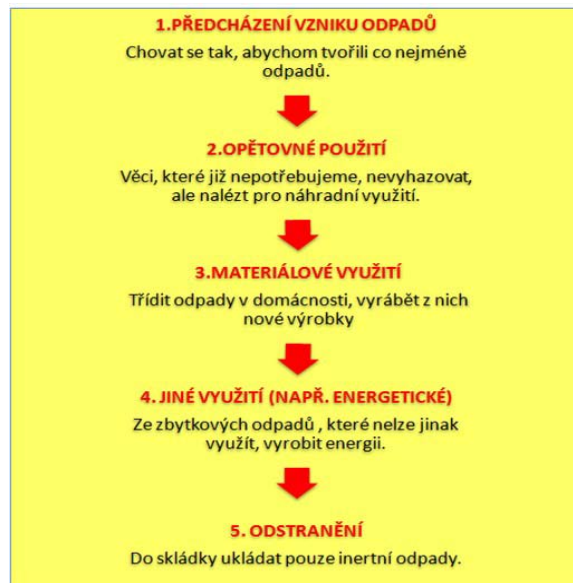 1.PŘEDCHÁZENÍ VZNIKU ODPADŮ
Chovat se tak, abychom tvořili co nejméně
odpadů.
2.OPĚTOVNÉ POUŽITÍ
Věci, které již nepotřebujeme, nevyhazovat,
ale nalézt pro náhradní využití.
3.MATERIÁLOVÉ VYUŽITÍ
Třídit odpady v domácnosti, vyrábět z nich
nové výrobky
4. JINÉ VYUŽITÍ (NAPŘ. ENERGETICKÉ)
Ze zbytkových odpadů , které nelze jinak
využít, vyrobit energii.
5. ODSTRANĚNÍ
Do skládky ukládat pouze inertní odpady.